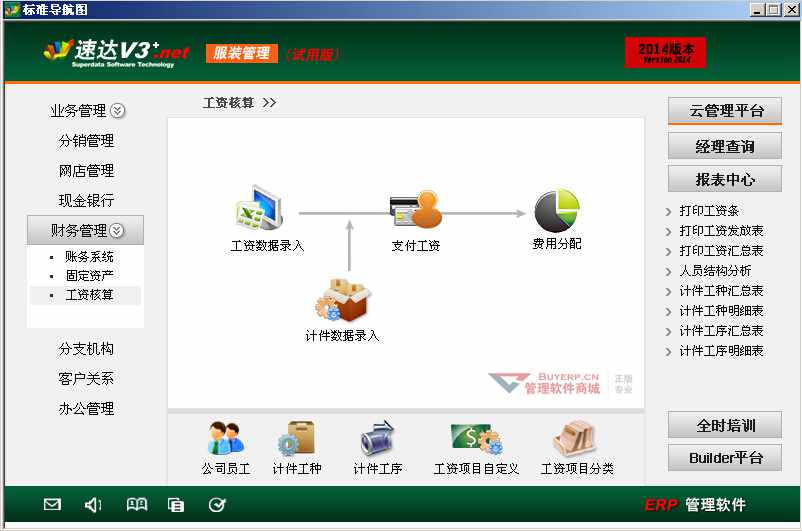 标准导航图
速达V3+.net
Superdata Software Technology
服装管理
(试用版)
2014版本
Version 2014
业务管理
分销管理
网店管理
现金银行
财务管理
账务系统
固定资产
工资核算
分支机构
客户关系
办公管理
工资核算 >>
工资数据录入
支付工资
费用分配
计件数据录入
BUYERP.CN
管理软件商城
正版
专业
公司员工
计件工种
计件工序
工资项目自定义
工资项目分类
云管理平台
经理查询
报表中心
打印工资条
打印工资发放表
打印工资汇总表
人员结构分析
计件工种汇总表
计件工种明细表
计件工序汇总表
计件工序明细表
全时培训
Builder平台
ERP 管理软件